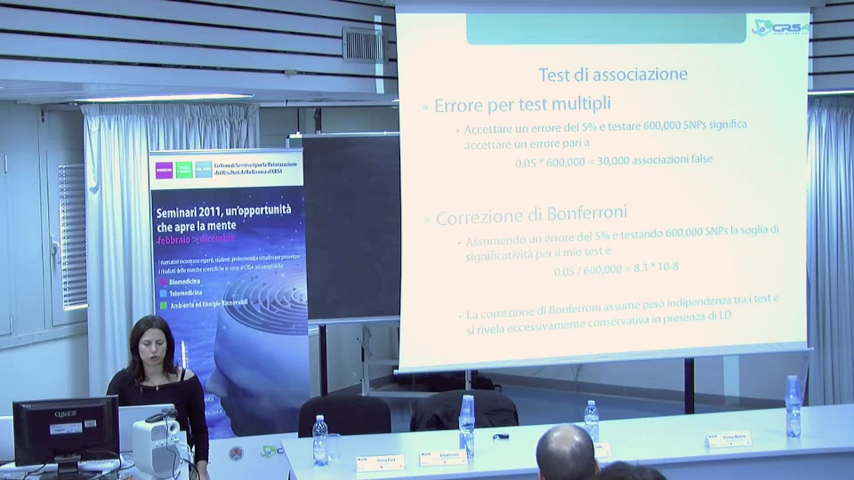 CRS4
Test di associazione
Errore per test multipli
Accettare un errore del 5% e testare 600,000 SNPs significa
accettare un errore pari a
0.05 * 600,000 = 30,000 associazioni false
Correzione di Bonferroni
Assumendo un errore del 5% e testando 600,000 SNPs la soglia di
significatività per il mio test è
0.05 / 600,000 = 8.3 * 10-8
La correzione di Bonferroni assume però indipendenza tra i test e
si rivela eccessivamente conservativa in presenza di LD
Seminari 2011, un'opportunità
che apre la mente
febbraio > dicembre
Biomedicina
Telemedicina
Ambiente ed Energie Rinnovabili